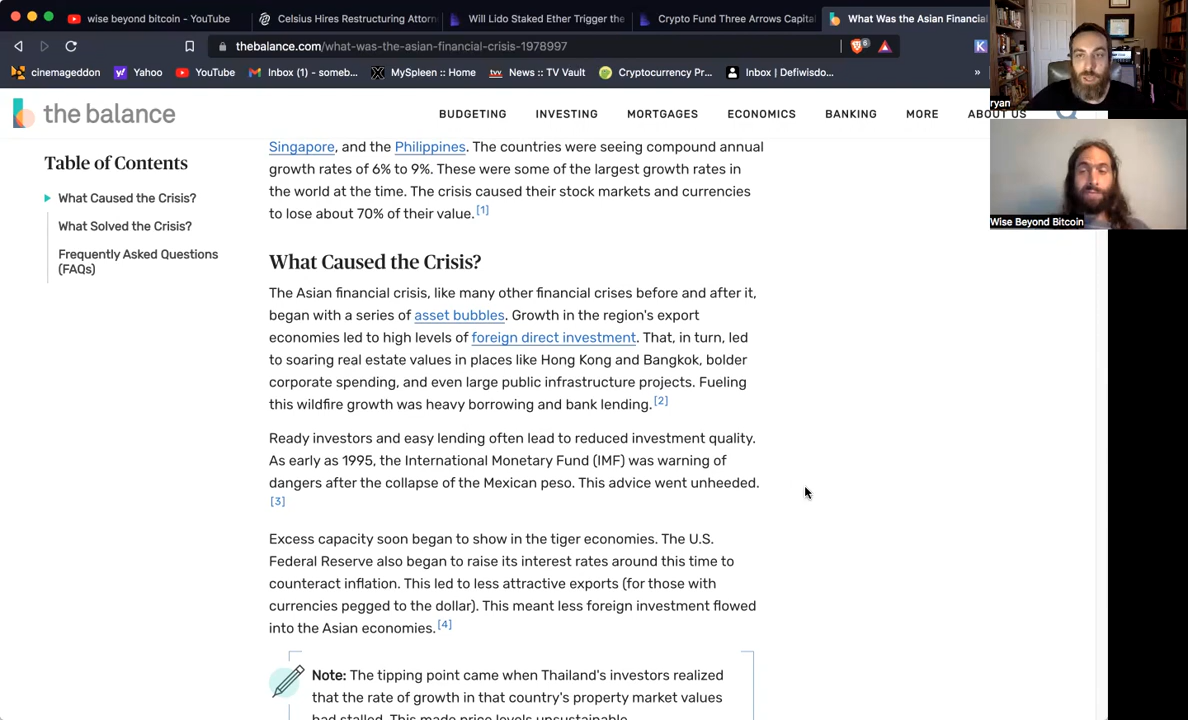 wise beyond bitcoin - YouTube
Celsius Hires Restructuring Attorn
Will Lido Staked Ether Trigger the
Crypto Fund Three Arrows Capital
What Was the Asian Financial
thebalance.com/what-was-the-asian-financial-crisis-1978997
6
K
cinemageddon
Yahoo
YouTube
Inbox (1) - someb...
MySpleen :: Home
tvv
News :: TV Vault
Cryptocurrency Pr...
Inbox | Defiwisdo...
»
ryan
Wise Beyond Bitcoin
the balance
BUDGETING
INVESTING
MORTGAGES
ECONOMICS
BANKING
MORE
ABOUT US
Table of Contents
What Caused the Crisis?
What Solved the Crisis?
Frequently Asked Questions
(FAQs)
Singapore, and the Philippines. The countries were seeing compound annual
growth rates of 6% to 9%. These were some of the largest growth rates in
the world at the time. The crisis caused their stock markets and currencies
to lose about 70% of their value. [1]
What Caused the Crisis?
The Asian financial crisis, like many other financial crises before and after it,
began with a series of asset bubbles. Growth in the region's export
economies led to high levels of foreign direct investment. That, in turn, led
to soaring real estate values in places like Hong Kong and Bangkok, bolder
corporate spending, and even large public infrastructure projects. Fueling
this wildfire growth was heavy borrowing and bank lending. [2]
Ready investors and easy lending often lead to reduced investment quality.
As early as 1995, the International Monetary Fund (IMF) was warning of
dangers after the collapse of the Mexican peso. This advice went unheeded.
[3]
Excess capacity soon began to show in the tiger economies. The U.S.
Federal Reserve also began to raise its interest rates around this time to
counteract inflation. This led to less attractive exports (for those with
currencies pegged to the dollar). This meant less foreign investment flowed
into the Asian economies. [4]
Note: The tipping point came when Thailand's investors realized
that the rate of growth in that country's property market values
had stalled. This made price levels unsustainable.